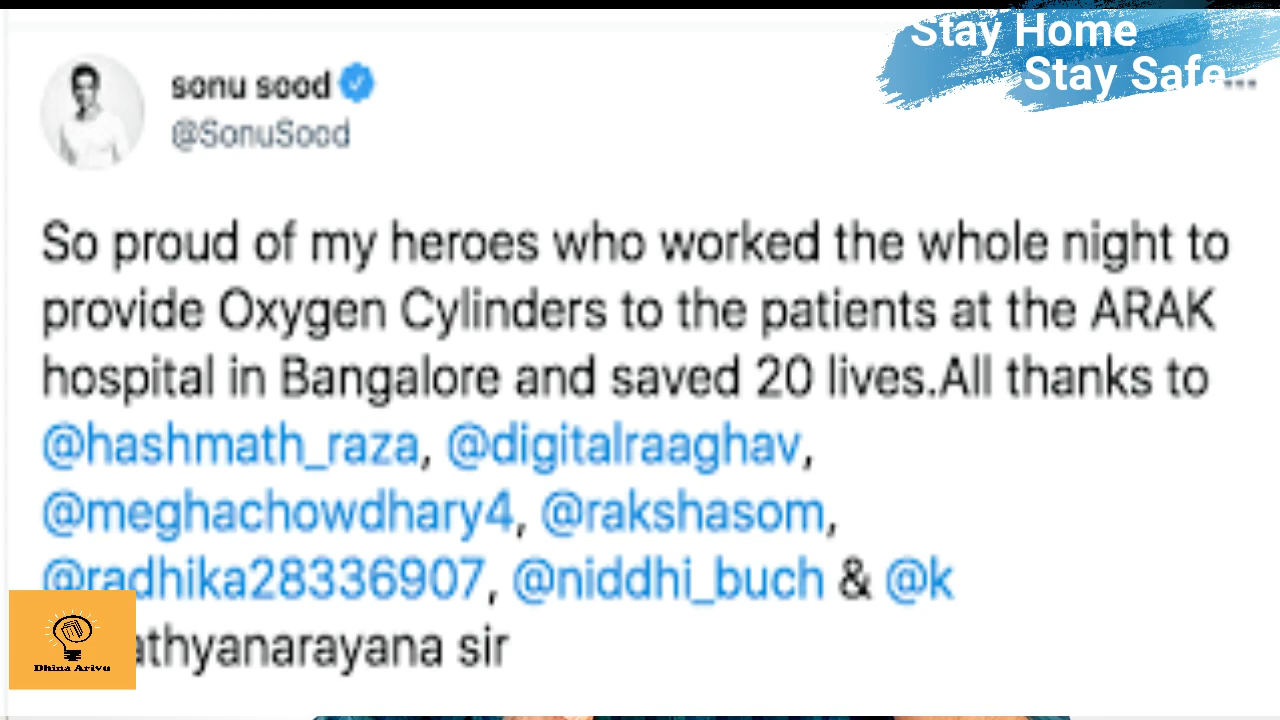 Stay Home
Stay Safe...
sonu sood
@SonuSood
So proud of my heroes who worked the whole night to
provide Oxygen Cylinders to the patients at the ARAK
hospital in Bangalore and saved 20 lives.All thanks to
@hashmath_raza, @digitalraaghav,
@meghachowdhary4, @rakshasom,
@radhika28336907, @niddhi_buch & @k
sir
Dhina Arivu